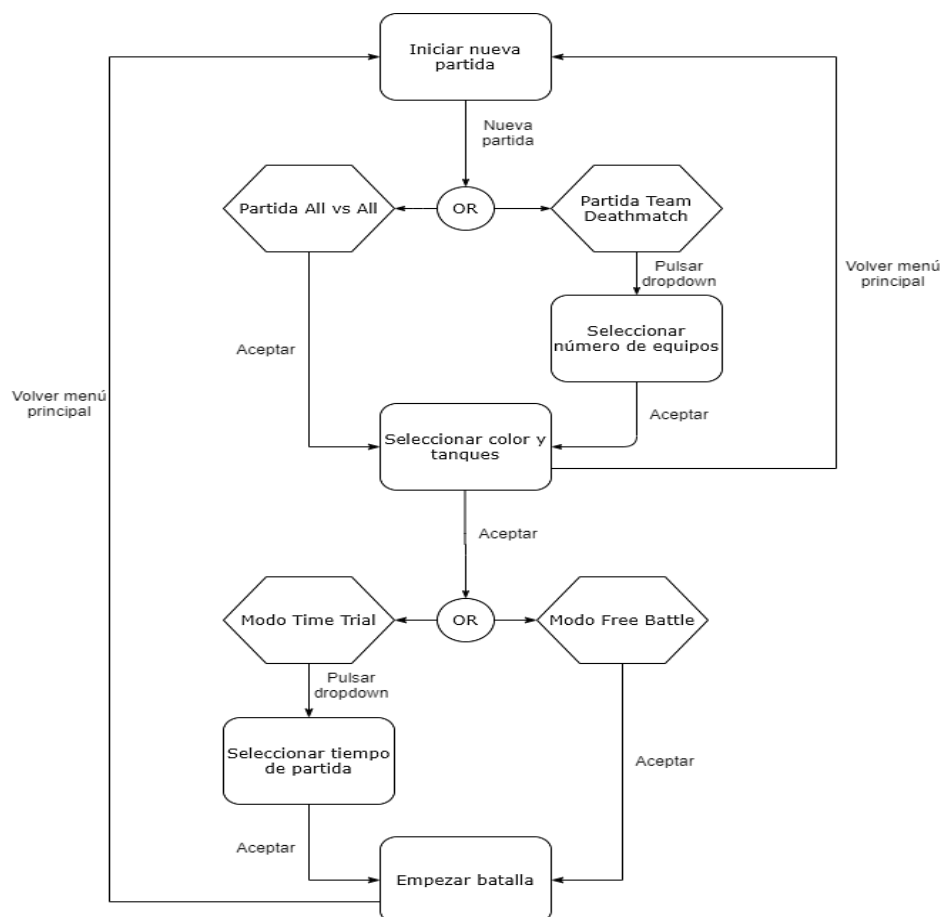 Iniciar nueva
partida
Nueva
partida
Partida All vs All
OR
Partida Team
Deathmatch
Pulsar
dropdown
Volver menú
principal
Seleccionar
número de equipos
Aceptar
Aceptar
Volver menú
principal
Seleccionar color y
tanques
Aceptar
Modo Time Trial
OR
Modo Free Battle
Pulsar
dropdown
Seleccionar tiempo
de partida
Aceptar
Aceptar
Empezar batalla